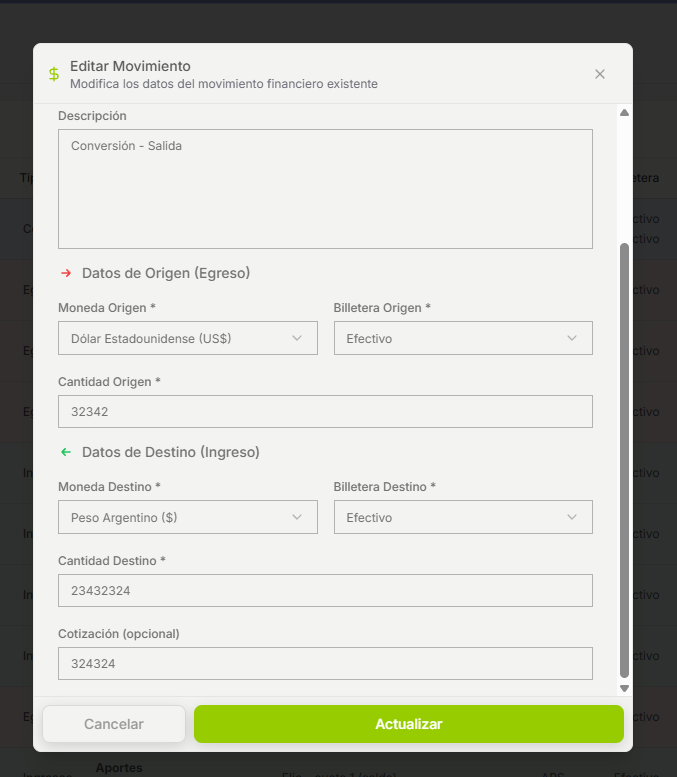 Editar Movimiento
Modifica los datos del movimiento financiero existente
Descripción
Conversión - Salida
Datos de Origen (Egreso)
Moneda Origen * Billetera Origen *
Dólar Estadounidense (US$) Efectivo
Cantidad Origen *
32342
Datos de Destino (Ingreso)
Moneda Destino * Billetera Destino *
Peso Argentino ($) Efectivo
Cantidad Destino *
23432324
Cotización (opcional)
324324
Cancelar Actualizar
Aportes